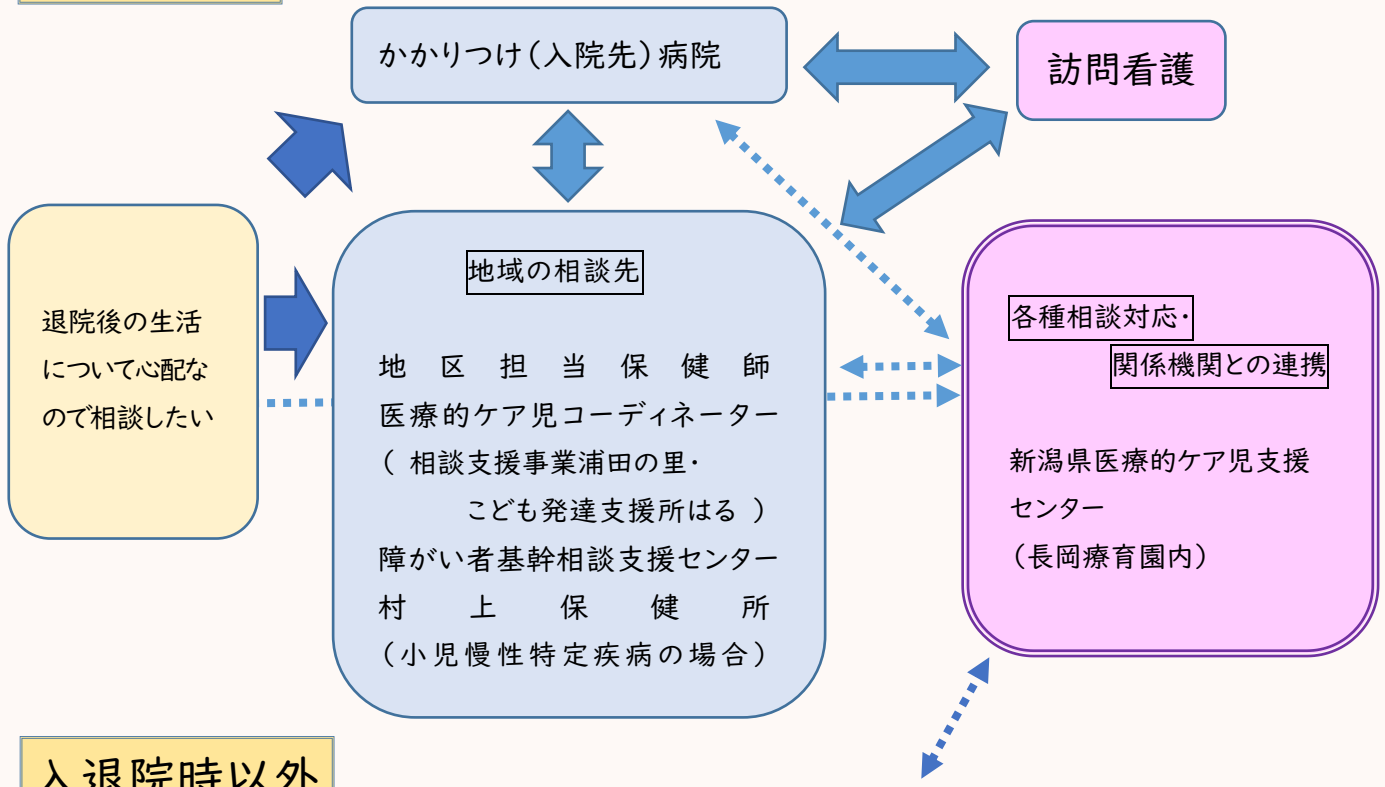 かかりつけ(入院先)病院
訪問看護
退院後の生活
について心配な
ので相談したい
地域の相談先
地区担当保健師
医療的ケア児コーディネーター
( 相談支援事業浦田の里・
こども発達支援所はる )
障がい者基幹相談支援センター
村上保健所
(小児慢性特定疾病の場合)
各種相談対応・
関係機関との連携
新潟県医療的ケア児支援
センター
(長岡療育園内)
入退院時以外